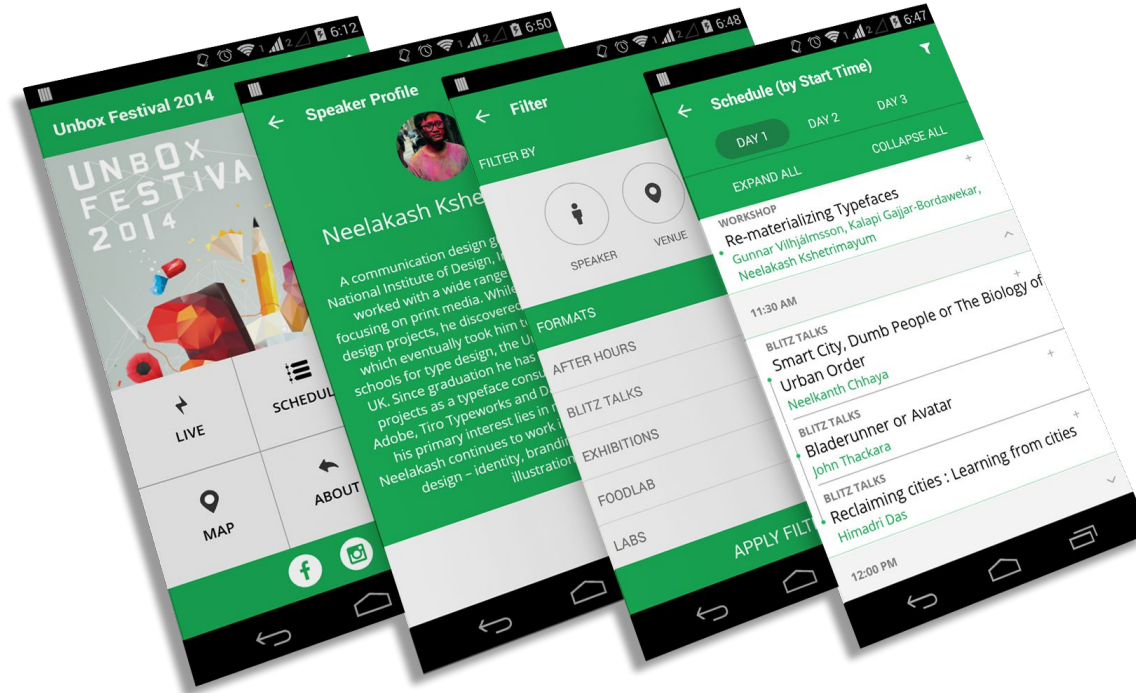 6:12
Unbox Festival 2014
UNBOX
FESTIVA
2014
LIVE
MAP
ABOUT
6:50
Speaker Profile
Neelakash
A communication design
National Institute of Design,
worked with a wide range
focusing on print media. While
design projects, he discovered
which eventually took him
schools for type design, the
UK. Since graduation he has
projects as a typeface
Adobe, Tiro Typeworks and
his primary interest lies in
Neelakash continues to work
design – identity,
illustration
6:48
Filter
FILTER BY
SPEAKER
VENUE
FORMATS
AFTER HOURS
BLITZ TALKS
EXHIBITIONS
FOODLAB
LABS
APPLY
6:47
Schedule (by Start Time)
DAY 1
DAY 2
DAY 3
EXPAND ALL
COLLAPSE ALL
WORKSHOP
Re-materializing Typefaces
Gunnar Vilhjálmsson, Kalapi Gajjar-Bordawekar,
Neelakash Kshetrimayum
11:30 AM
BLITZ TALKS
Smart City, Dumb People or The Biology of
Urban Order
Neelkanth Chhaya
BLITZ TALKS
Bladerunner or Avatar
John Thackara
BLITZ TALKS
Reclaiming cities : Learning from cities
Himadri Das
12:00 PM